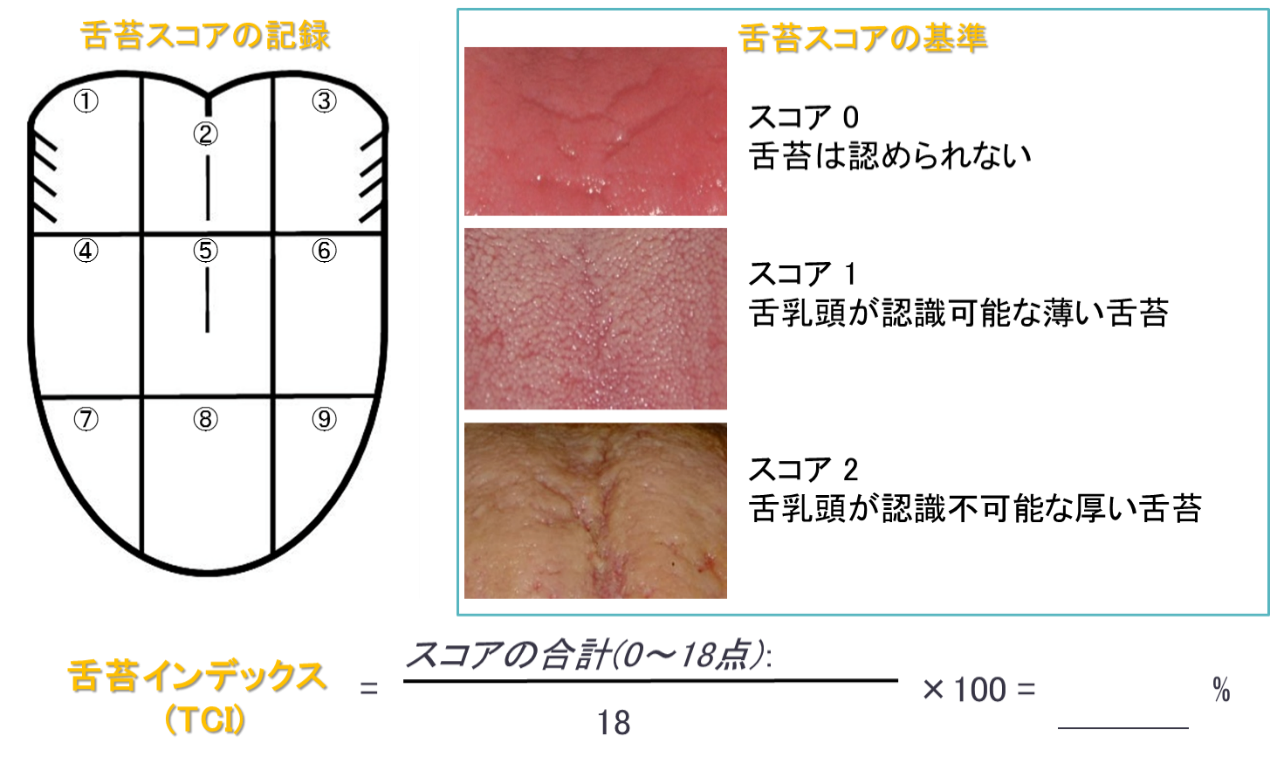 舌苔スコアの記録
①
②
③
④
⑤
⑥
⑦
⑧
⑨
舌苔スコアの基準
スコア 0
舌苔は認められない
スコア 1
舌乳頭が認識可能な薄い舌苔
スコア 2
舌乳頭が認識不可能な厚い舌苔
舌苔インデックス
(TCI)
=
スコアの合計(0～18点):
18
×100 =
%